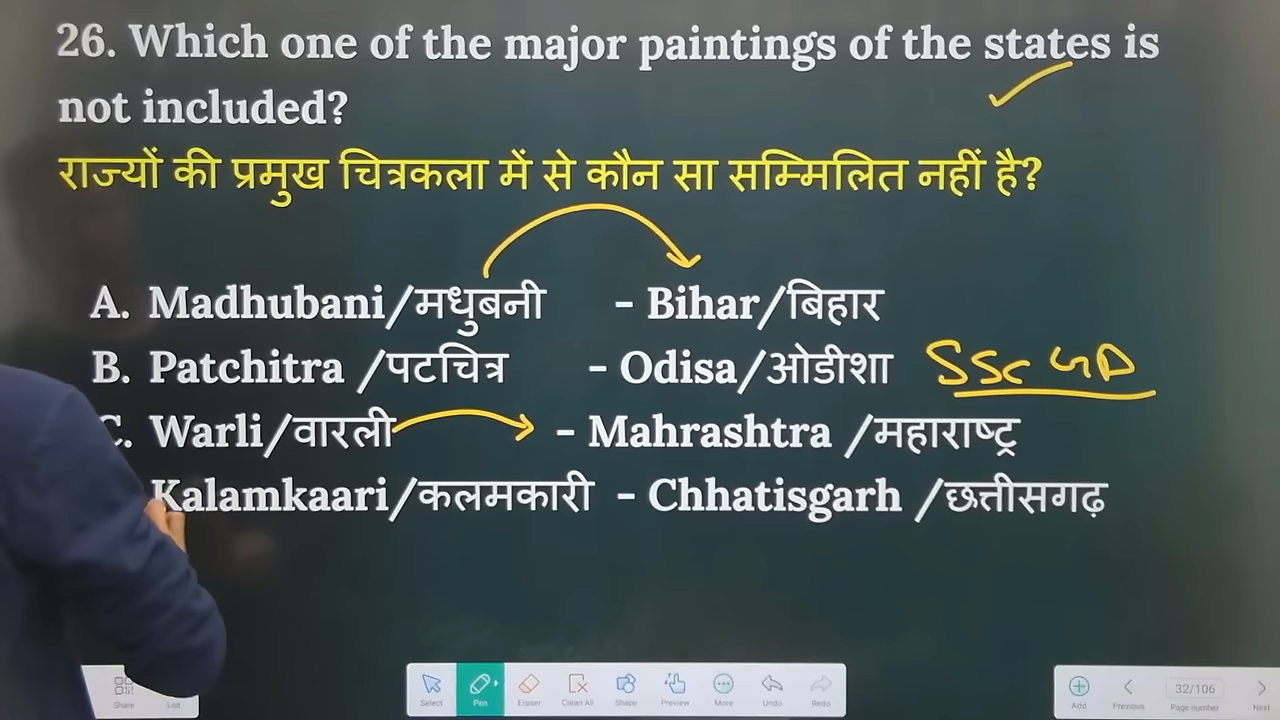 26. Which one of the major paintings of the states is
not included?
राज्यों की प्रमुख चित्रकला में से कौन सा सम्मिलित नहीं है?
A. Madhubani/मधुबनी - Bihar/बिहार
B. Patchitra /पटचित्र - Odisa/ओडीशा SSC GD
C. Warli/वारली - Mahrashtra /महाराष्ट्र
Kalamkaari/कलमकारी - Chhatisgarh /छत्तीसगढ़
Share List Select Pen Eraser Clean All Shape Preview More Undo Redo Add Previous 32/106 Page number Next